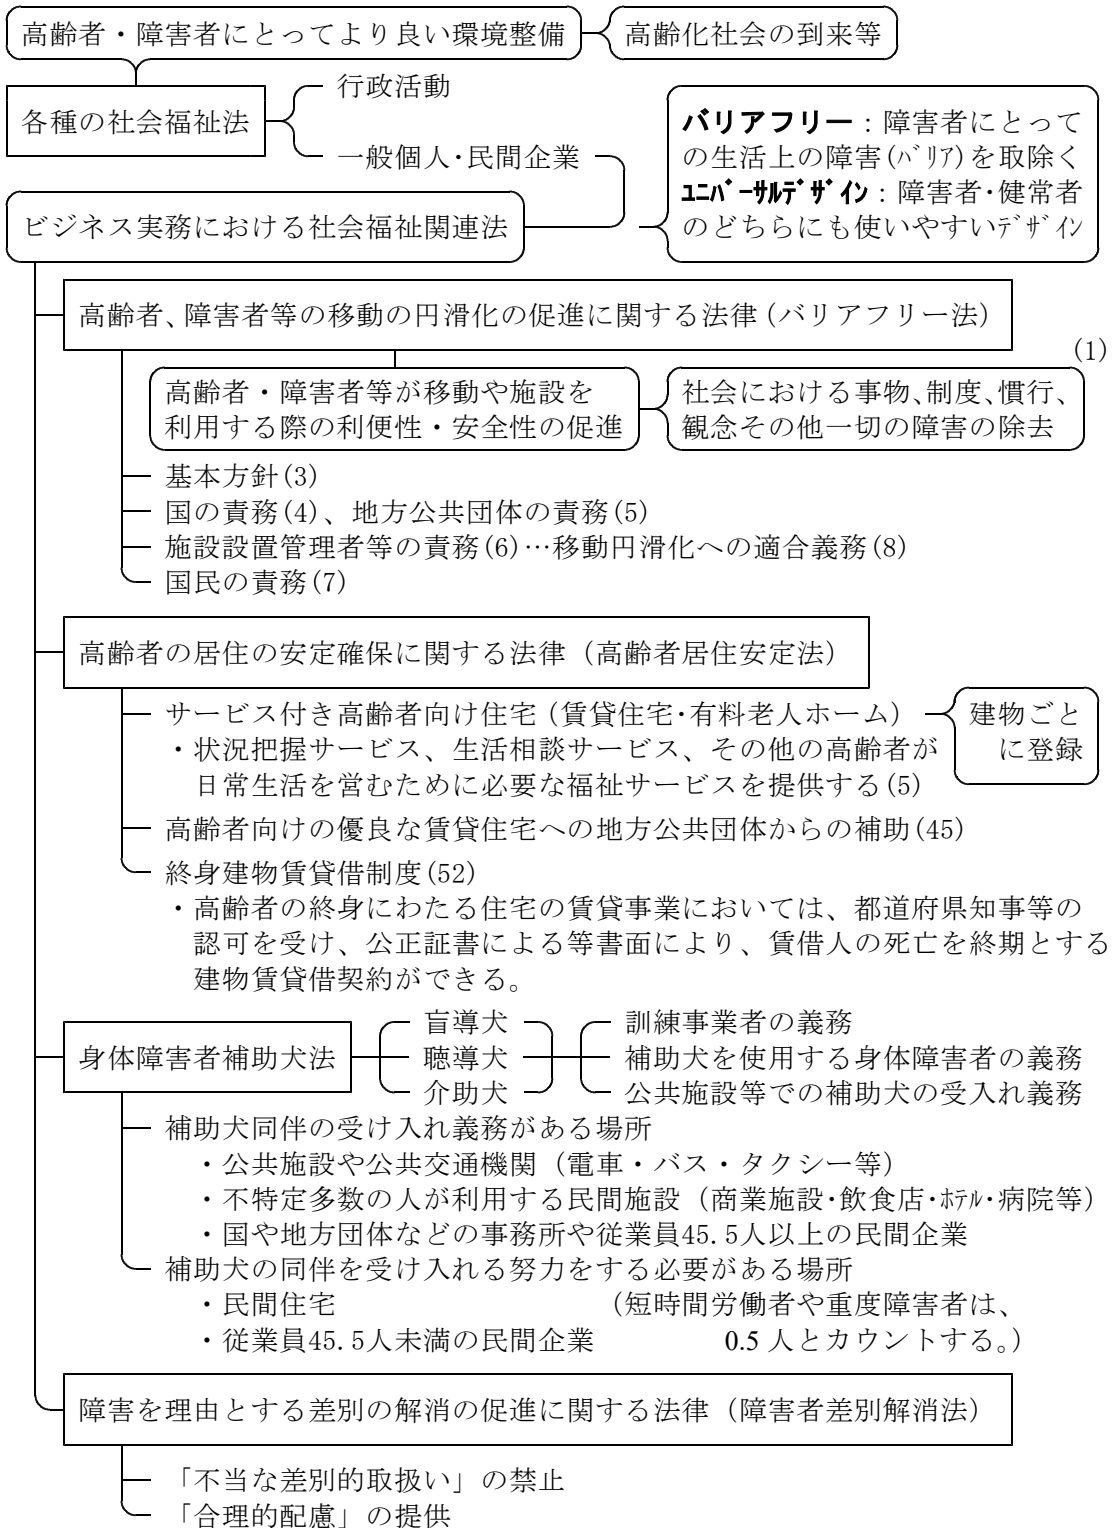 高齢者・障害者にとってより良い環境整備
高齢化社会の到来等
各種の社会福祉法
行政活動
一般個人・民間企業
バリアフリー：障害者にとって
の生活上の障害(ﾊﾞﾘｱ)を取除く
ﾕﾆﾊﾞｰｻﾙﾃﾞｻﾞｲﾝ：障害者・健常者
のどちらにも使いやすいﾃﾞｻﾞｲﾝ
ビジネス実務における社会福祉関連法
高齢者、障害者等の移動の円滑化の促進に関する法律（バリアフリー法）
(1)
高齢者・障害者等が移動や施設を
利用する際の利便性・安全性の促進
社会における事物、制度、慣行、
観念その他一切の障害の除去
基本方針(3)
国の責務(4)、地方公共団体の責務(5)
施設設置管理者等の責務(6)…移動円滑化への適合義務(8)
国民の責務(7)
高齢者の居住の安定確保に関する法律（高齢者居住安定法）
サービス付き高齢者向け住宅（賃貸住宅・有料老人ホーム）
建物ごと
に登録
・状況把握サービス、生活相談サービス、その他の高齢者が
日常生活を営むために必要な福祉サービスを提供する(5)
高齢者向けの優良な賃貸住宅への地方公共団体からの補助(45)
終身建物賃貸借制度(52)
・高齢者の終身にわたる住宅の賃貸事業においては、都道府県知事等の
認可を受け、公正証書による等書面により、賃借人の死亡を終期とする
建物賃貸借契約ができる。
身体障害者補助犬法
盲導犬
聴導犬
介助犬
訓練事業者の義務
補助犬を使用する身体障害者の義務
公共施設等での補助犬の受入れ義務
補助犬同伴の受け入れ義務がある場所
・公共施設や公共交通機関（電車・バス・タクシー等）
・不特定多数の人が利用する民間施設（商業施設・飲食店・ﾎﾃﾙ・病院等）
・国や地方団体などの事務所や従業員45.5人以上の民間企業
補助犬の同伴を受け入れる努力をする必要がある場所
・民間住宅
・従業員45.5人未満の民間企業
（短時間労働者や重度障害者は、
0.5人とカウントする。）
障害を理由とする差別の解消の促進に関する法律（障害者差別解消法）
「不当な差別的取扱い」の禁止
「合理的配慮」の提供